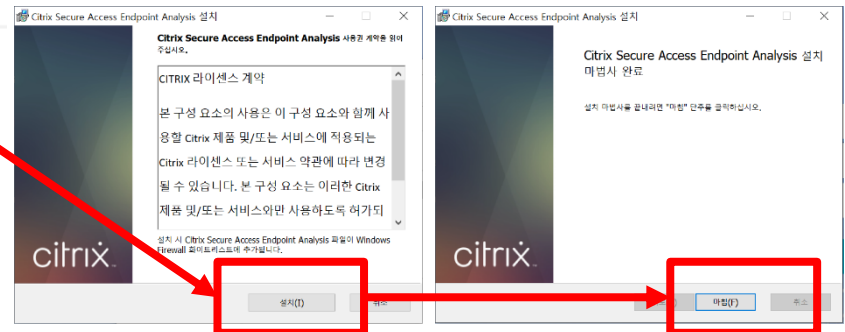 Citrix Secure Access Endpoint Analysis 설치
Citrix Secure Access Endpoint Analysis 사용권 계약을 읽어
주십시오.
CITRIX 라이센스 계약
본 구성 요소의 사용은 이 구성 요소와 함께 사
용할 Citrix 제품 및/또는 서비스에 적용되는
Citrix 라이센스 또는 서비스 약관에 따라 변경
될 수 있습니다. 본 구성 요소는 이러한 Citrix
제품 및/또는 서비스와만 사용하도록 허가되
설치 시 Citrix Secure Access Endpoint Analysis 파일이 Windows
Firewall 화이트리스트에 추가됩니다.
citrix
설치(I)
취소
Citrix Secure Access Endpoint Analysis 설치
Citrix Secure Access Endpoint Analysis 설치
마법사 완료
설치 마법사를 끝내려면 "마침" 단추를 클릭하십시오.
citrix
마침(F)
취소